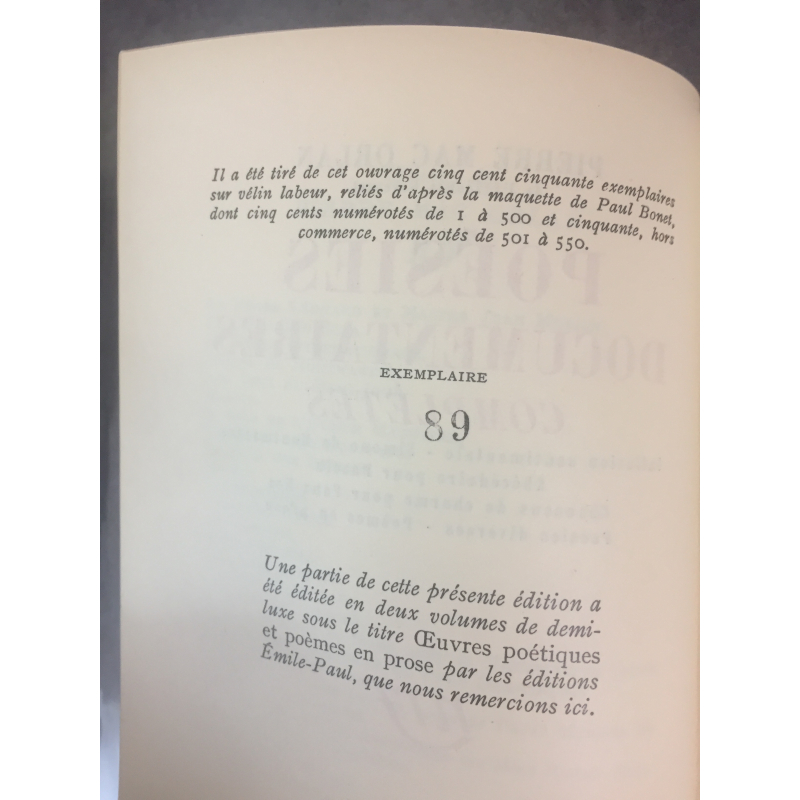 Il a été tiré de cet ouvrage cinq cent cinquante exemplaires
sur vélin labeur, reliés d'après la maquette de Paul Bonet,
dont cinq cents numérotés de 1 à 500 et cinquante, hors
commerce, numérotés de 501 à 550.
EXEMPLAIRE
89
Une partie de cette présente édition a
été éditée en deux volumes de demi-
luxe sous le titre Œuvres poétiques
et poèmes en prose par les éditions
Émile-Paul, que nous remercions ici.